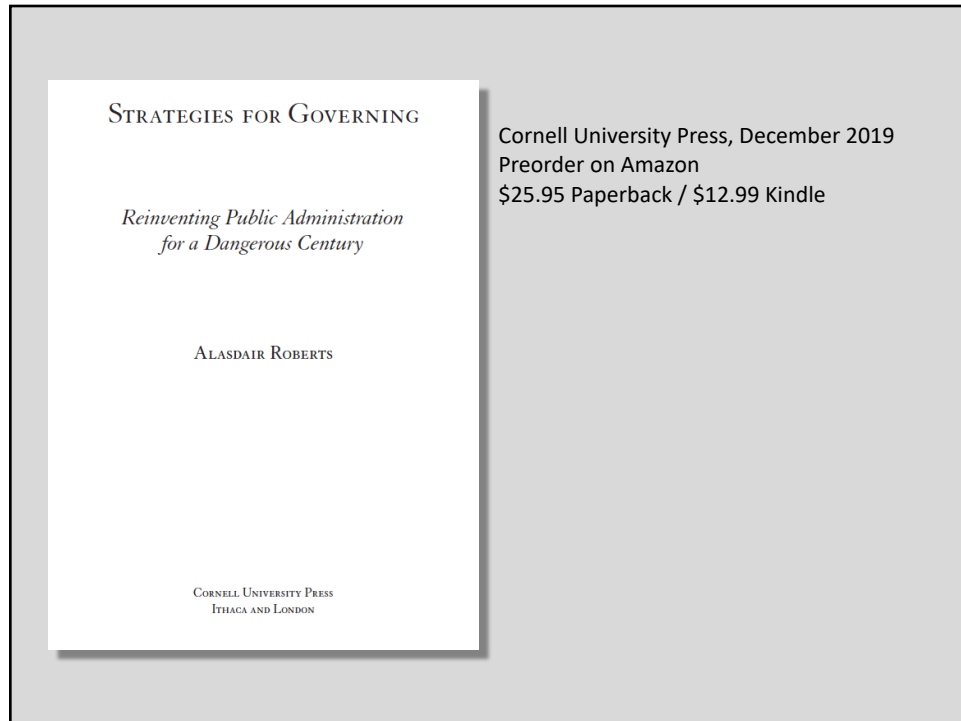 Strategies for Governing
Reinventing Public Administration
for a Dangerous Century
Alasdair Roberts
Cornell University Press
Ithaca and London
Cornell University Press, December 2019
Preorder on Amazon
$25.95 Paperback / $12.99 Kindle